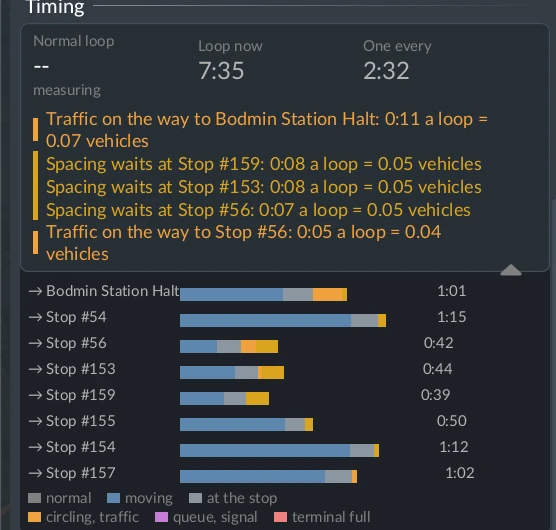 Timing
Normal loop
Loop now
One every
--
7:35
2:32
measuring
Traffic on the way to Bodmin Station Halt: 0:11 a loop =
0.07 vehicles
Spacing waits at Stop #159: 0:08 a loop = 0.05 vehicles
Spacing waits at Stop #153: 0:08 a loop = 0.05 vehicles
Spacing waits at Stop #56: 0:07 a loop = 0.05 vehicles
Traffic on the way to Stop #56: 0:05 a loop = 0.04
vehicles
→ Bodmin Station Halt 1:01
→ Stop #54 1:15
→ Stop #56 0:42
→ Stop #153 0:44
→ Stop #159 0:39
→ Stop #155 0:50
→ Stop #154 1:12
→ Stop #157 1:02
normal moving at the stop
circling, traffic queue, signal terminal full